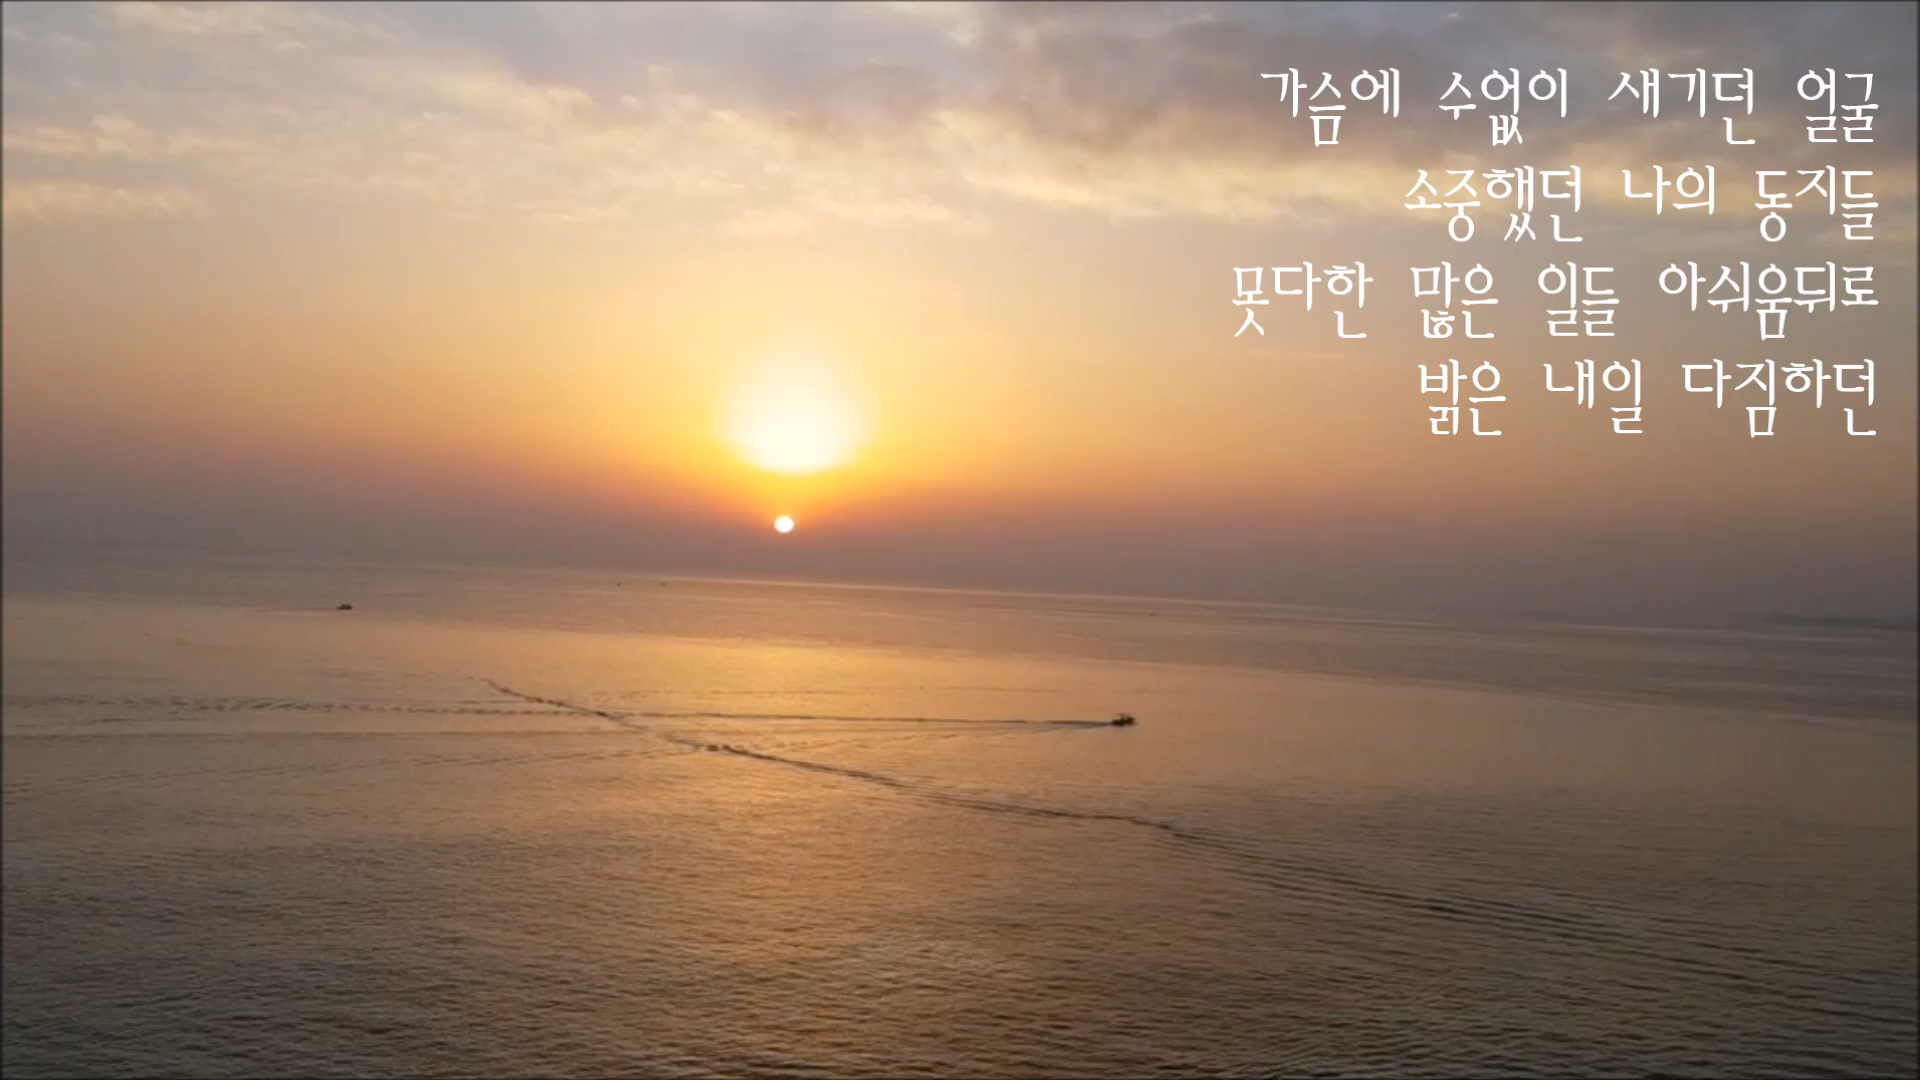 가슴에 수없이 새기던 얼굴
소중했던 나의 동지들
못다한 많은 일들 아쉬움뒤로
밝은 내일 다짐하던